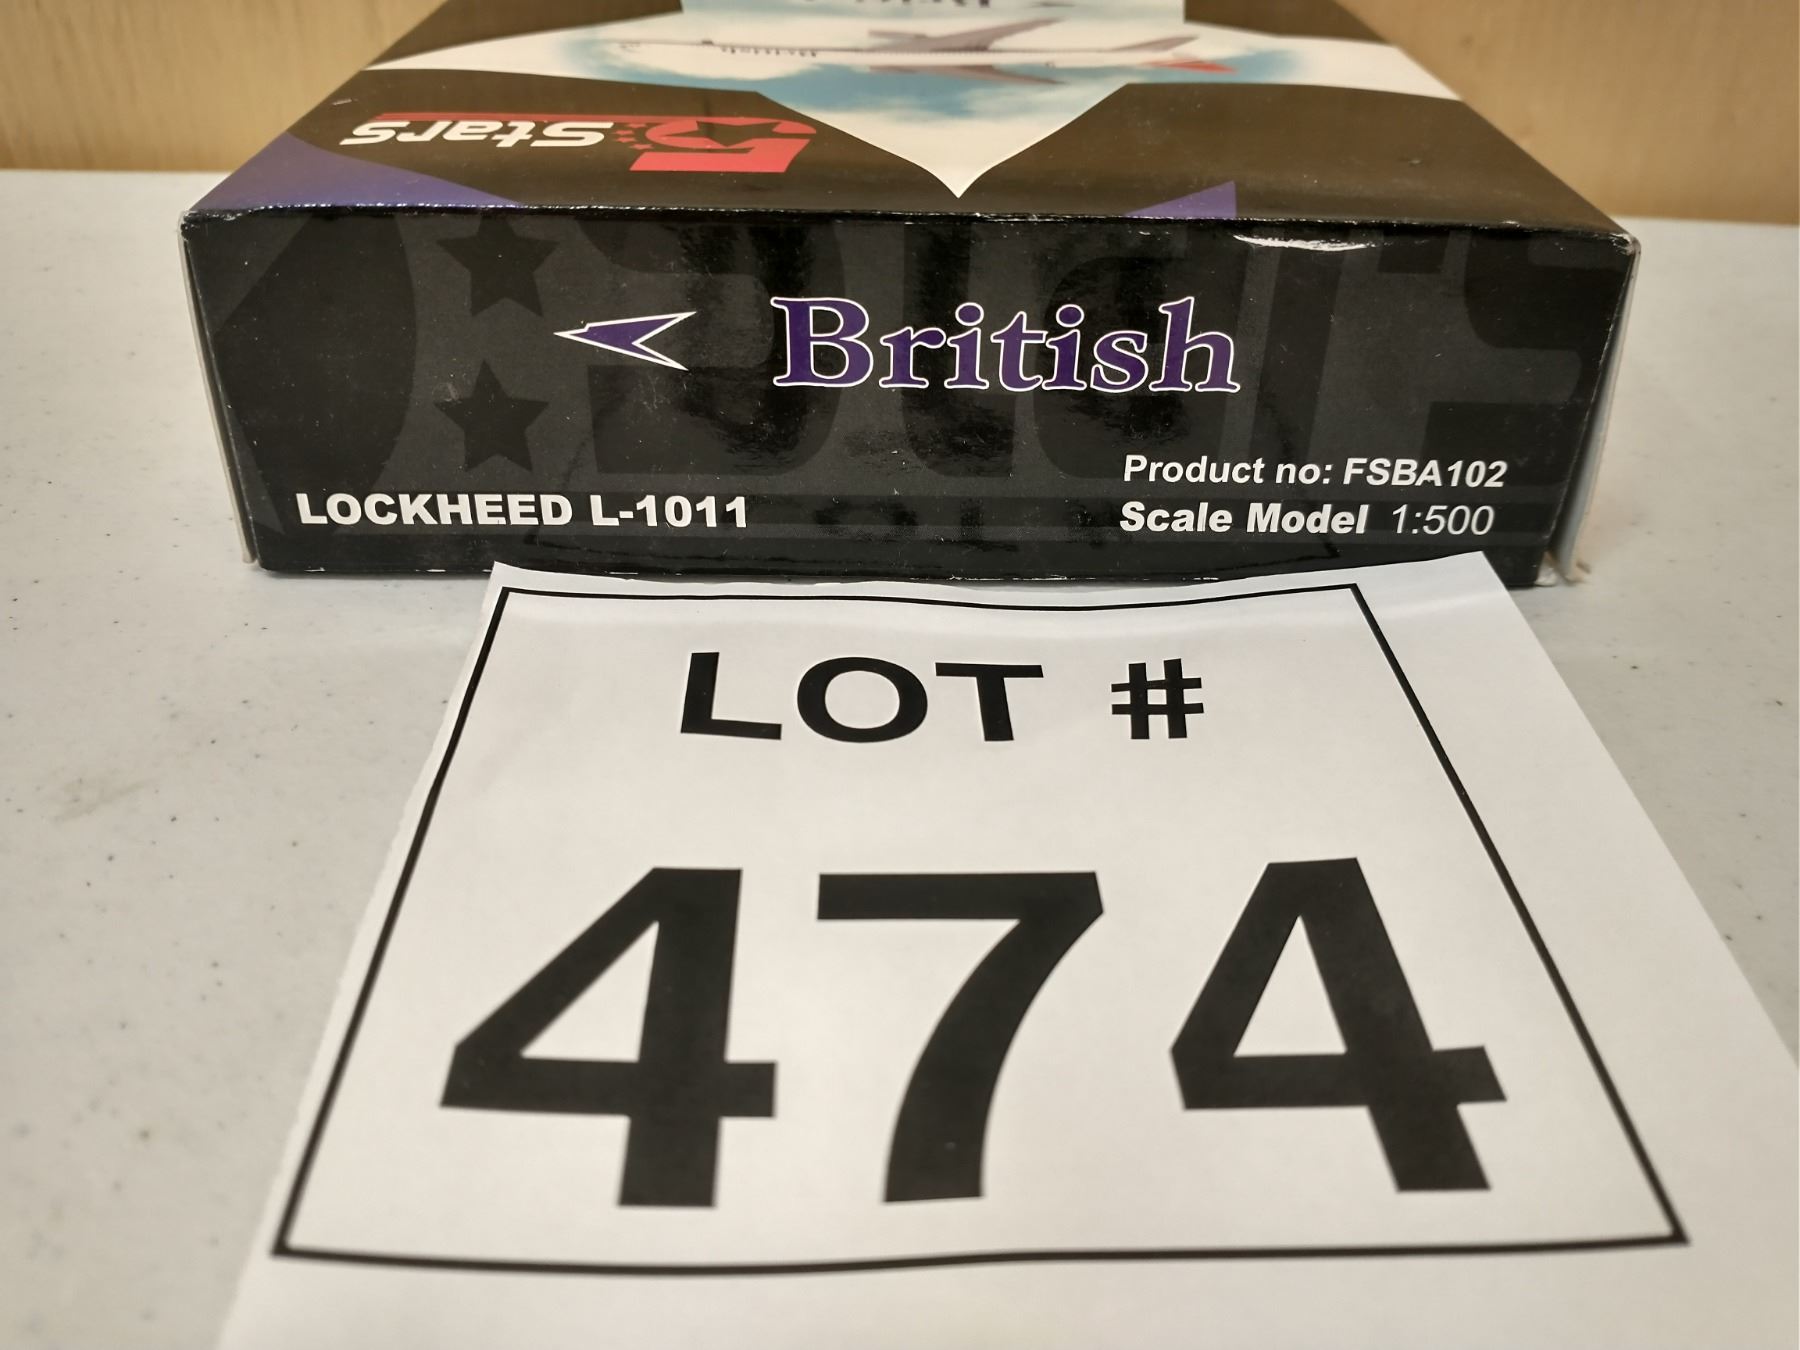 5 Stars
British
Product no: FSBA102
LOCKHEED L-1011
Scale Model 1:500
LOT #
474